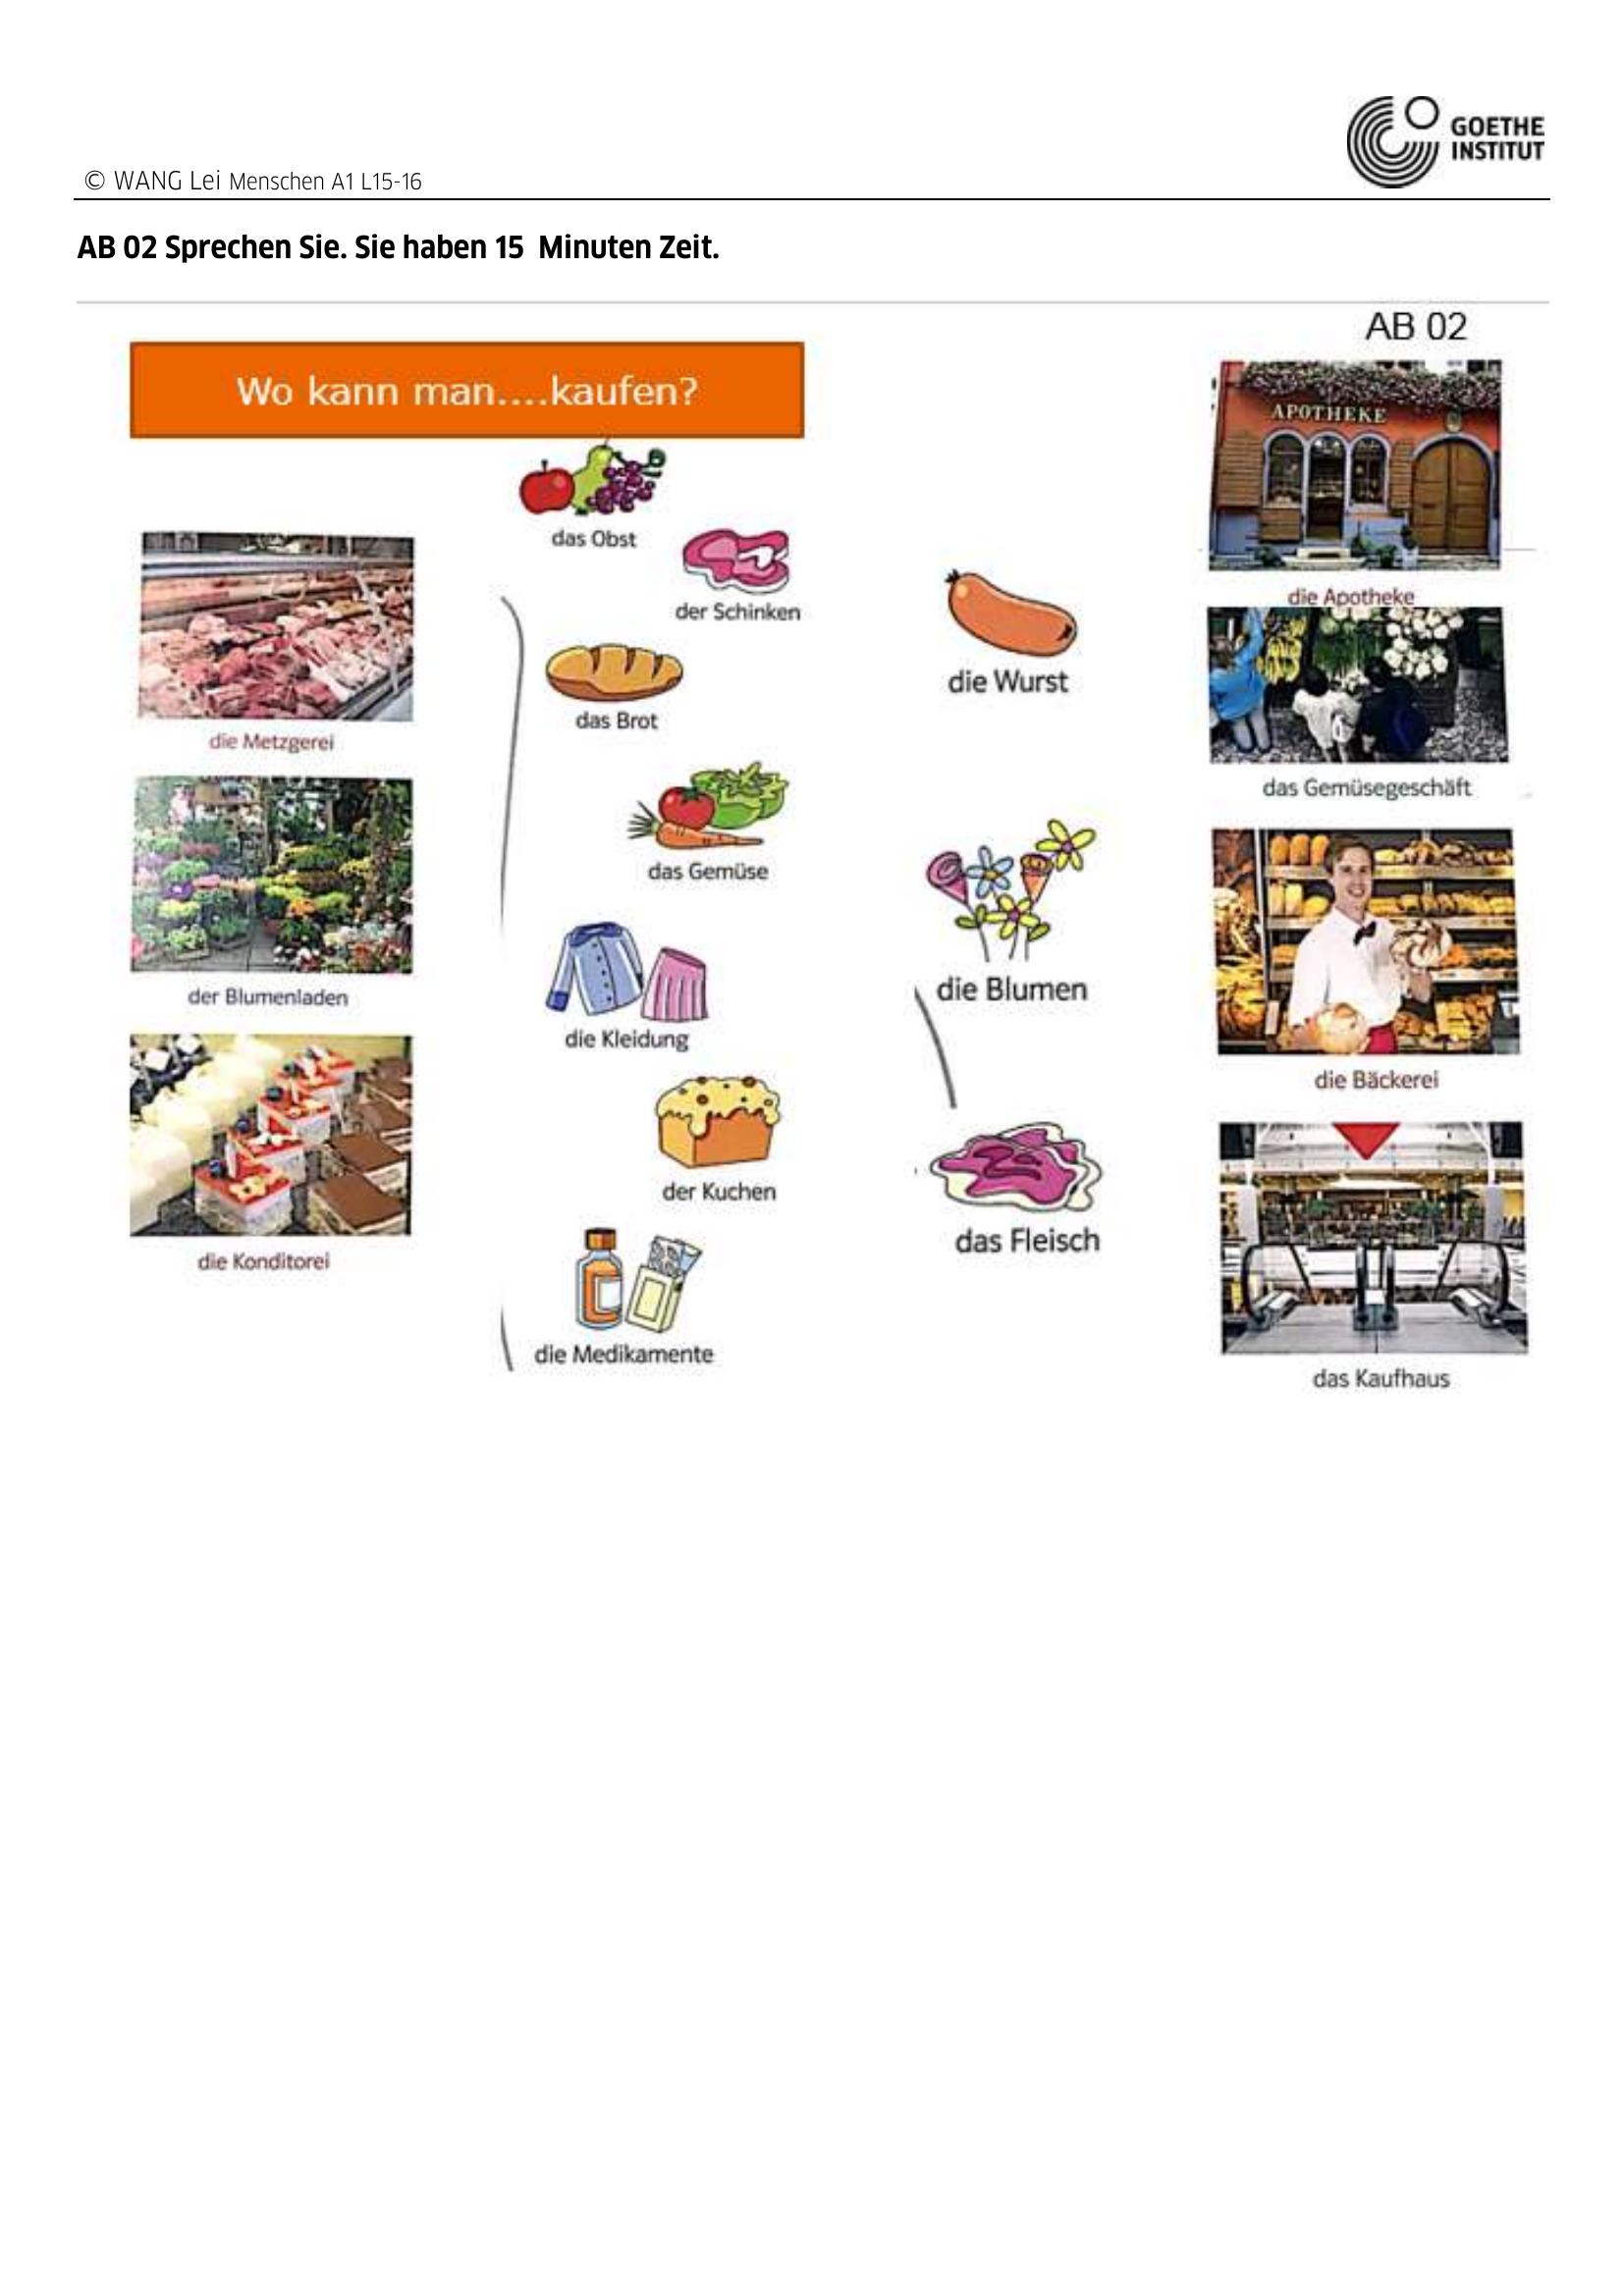 GOETHE
INSTITUT
© WANG Lei Menschen A1 L15-16
AB 02 Sprechen Sie. Sie haben 15 Minuten Zeit.
AB 02
Wo kann man....kaufen?
APOTHEKE
das Obst
der Schinken
die Apotheke
die Wurst
das Brot
die Metzgerei
das Gemüsegeschäft
das Gemüse
der Blumenladen
die Blumen
die Kleidung
die Bäckerei
der Kuchen
das Fleisch
die Konditorei
die Medikamente
das Kaufhaus